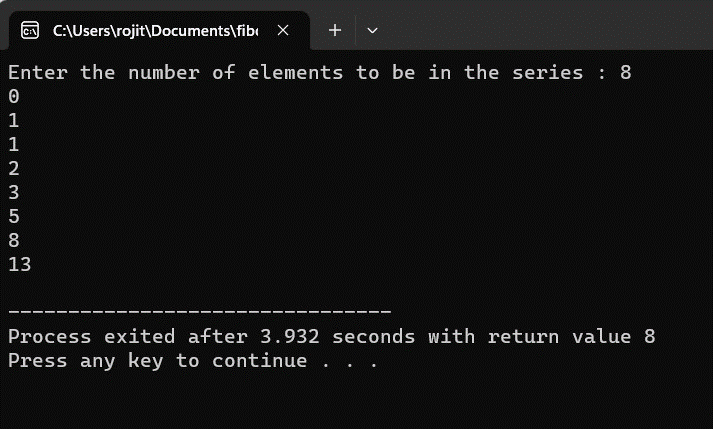 C:\Users\rojit\Documents\fib
Enter the number of elements to be in the series : 8
0
1
1
2
3
5
8
13
--------------------------------
Process exited after 3.932 seconds with return value 8
Press any key to continue . . .